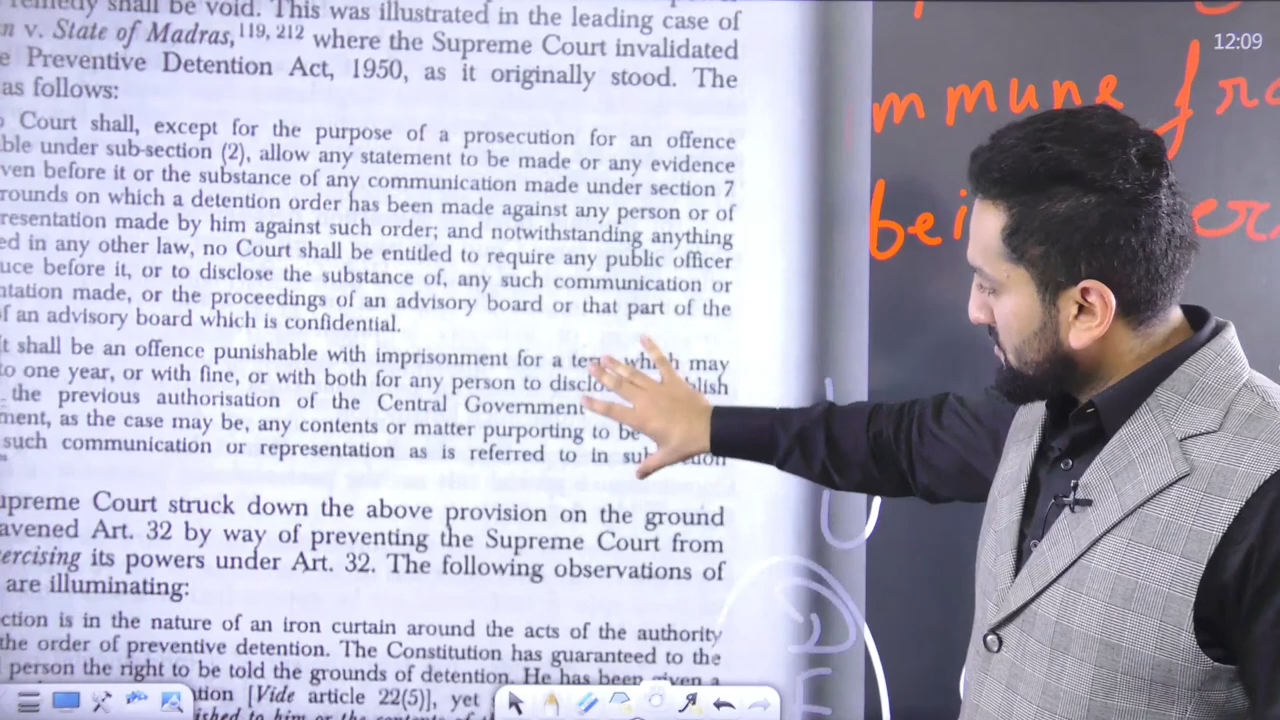 remedy shall be void. This was illustrated in the leading case of
n v. State of Madras,119, 212 where the Supreme Court invalidated
e Preventive Detention Act, 1950, as it originally stood. The
as follows:
Court shall, except for the purpose of a prosecution for an offence
ble under sub-section (2), allow any statement to be made or any evidence
ven before it or the substance of any communication made under section 7
rounds on which a detention order has been made against any person or of
resentation made by him against such order; and notwithstanding anything
ed in any other law, no Court shall be entitled to require any public officer
uce before it, or to disclose the substance of, any such communication or
ntation made, or the proceedings of an advisory board or that part of the
f an advisory board which is confidential.
t shall be an offence punishable with imprisonment for a te which may
to one year, or with fine, or with both for any person to disclo blish
the previous authorisation of the Central Government
ment, as the case may be, any contents or matter purporting to be
such communication or representation as is referred to in sub
upreme Court struck down the above provision on the ground
avened Art. 32 by way of preventing the Supreme Court from
ercising its powers under Art. 32. The following observations of
are illuminating:
ction is in the nature of an iron curtain around the acts of the authority
the order of preventive detention. The Constitution has guaranteed to the
person the right to be told the grounds of detention. He has been given a
tion [Vide article 22(5)], yet
ished to him or the contents of
12:09
mmune fro
bei